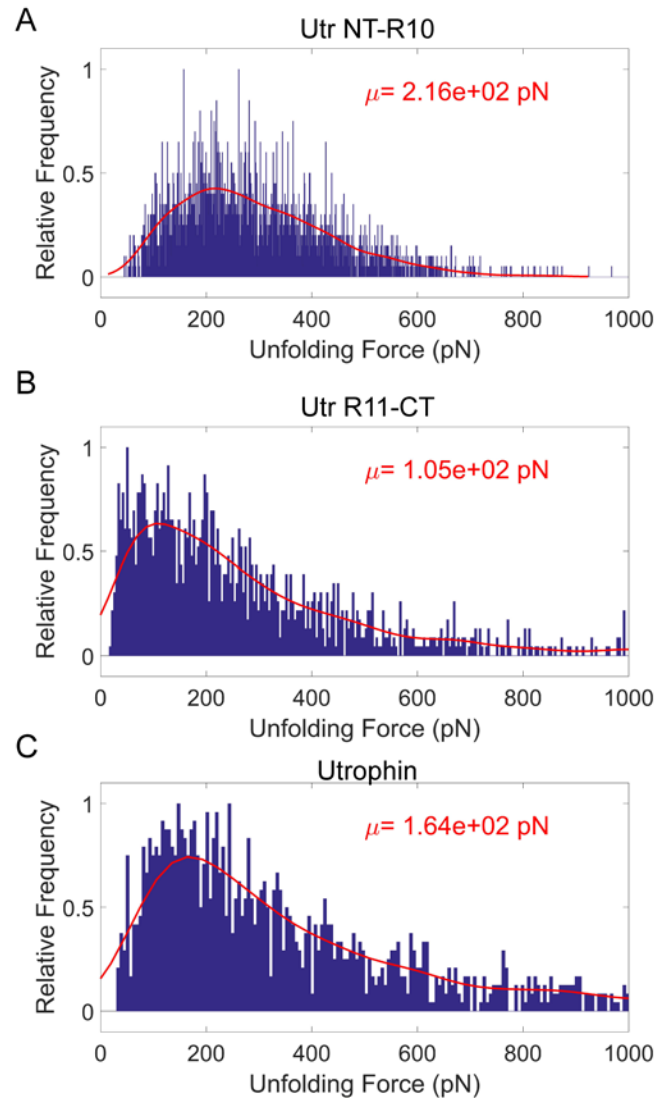 A
Utr NT-R10
μ= 2.16e+02 pN
1
0.5
0
Relative Frequency
0 200 400 600 800 1000
Unfolding Force (pN)
B
Utr R11-CT
μ= 1.05e+02 pN
1
0.5
0
Relative Frequency
0 200 400 600 800 1000
Unfolding Force (pN)
C
Utrophin
μ= 1.64e+02 pN
1
0.5
0
Relative Frequency
0 200 400 600 800 1000
Unfolding Force (pN)